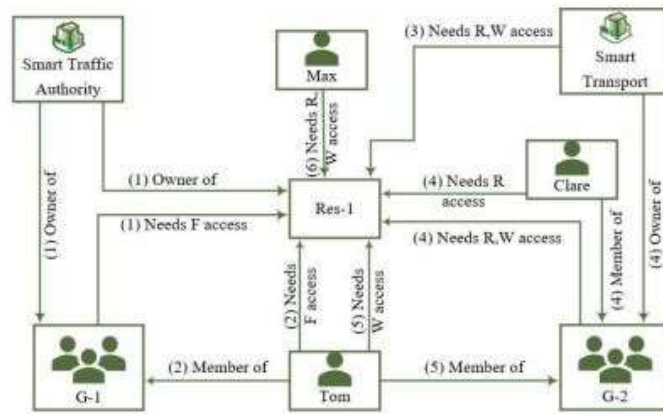 Smart Traffic
Authority
Max
(3) Needs R,W access
Smart
Transport
(6) Needs R,
W access
(1) Owner of
(1) Owner of
(1) Needs F access
Res-1
(4) Needs R
access
Clare
(4) Needs R,W access
(4) Member of
(4) Owner of
(2) Needs
F access
(5) Needs
W access
(2) Member of
(5) Member of
G-1
Tom
G-2